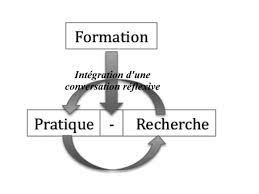 Formation
Intégration d'une
conversation réflexive
Pratique - Recherche